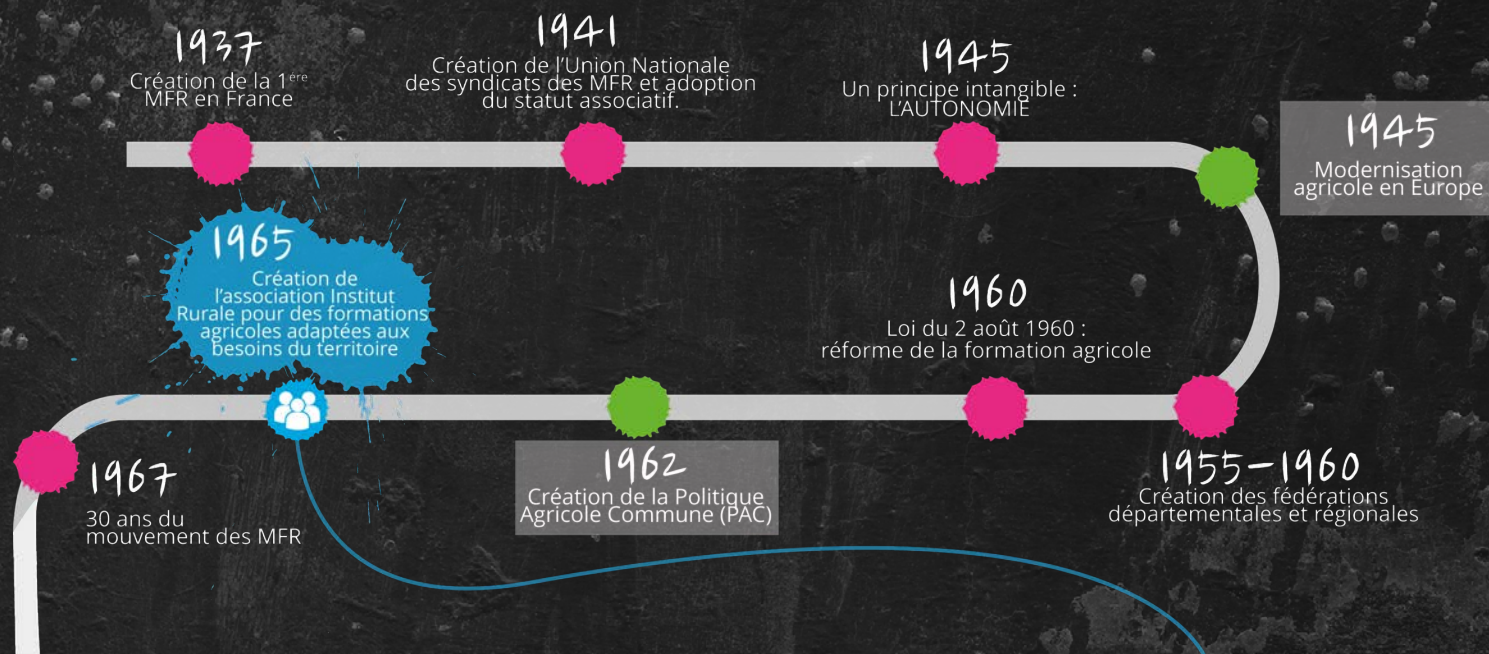 1937
Création de la 1ére
MFR en France
1941
Création de l'Union Nationale
des syndicats des MFR et adoption
du statut associatif.
1945
Un principe intangible :
L'AUTONOMIE
1945
Modernisation
agricole en Europe
1955-1960
Création des fédérations
départementales et régionales
1960
Loi du 2 août 1960 :
réforme de la formation agricole
1962
Création de la Politique
Agricole Commune (PAC)
1965
Création de
l'association Institut
Rurale pour des formations
agricoles adaptées aux
besoins du territoire
1967
30 ans du
mouvement des MFR